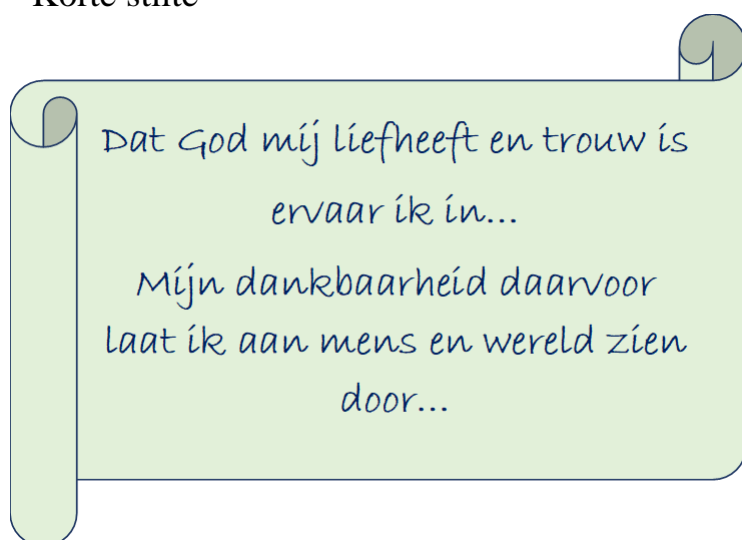 Korte stilte
Dat God mij liefheeft en trouw is
ervaar ik in...
Mijn dankbaarheid daarvoor
laat ik aan mens en wereld zien
door...